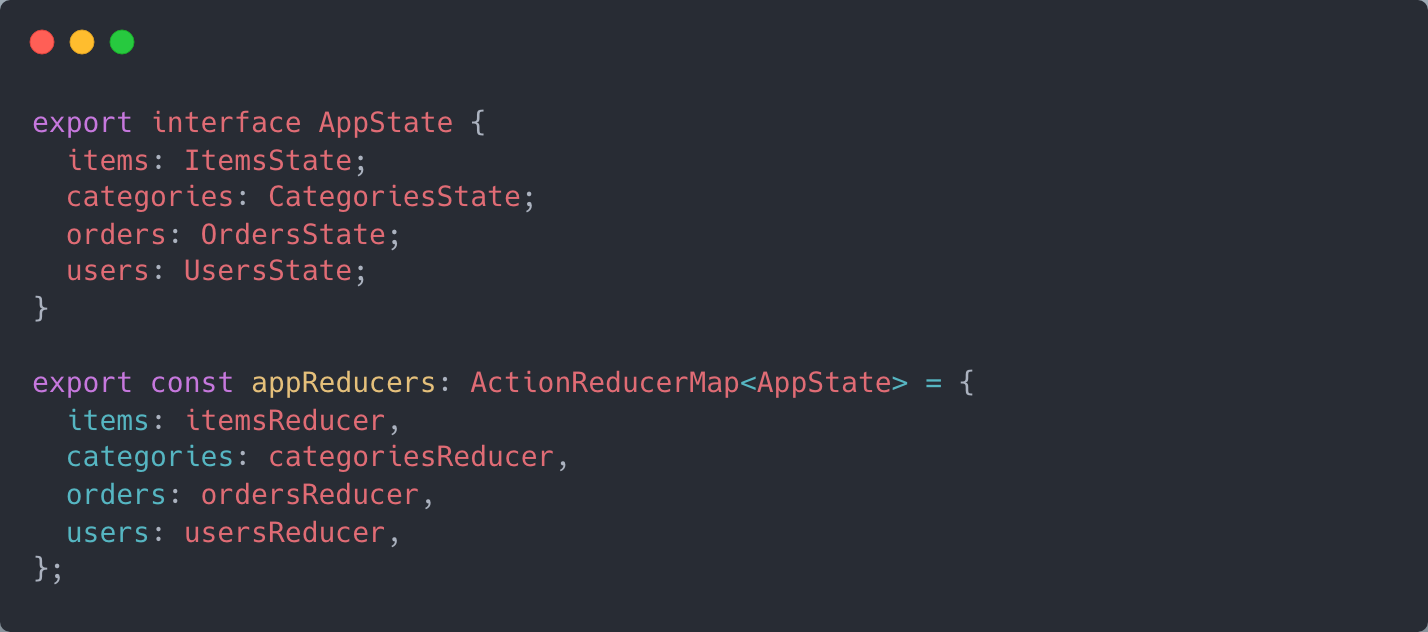 export interface AppState {
  items: ItemsState;
  categories: CategoriesState;
  orders: OrdersState;
  users: UsersState;
}

export const appReducers: ActionReducerMap<AppState> = {
  items: itemsReducer,
  categories: categoriesReducer,
  orders: ordersReducer,
  users: usersReducer,
};